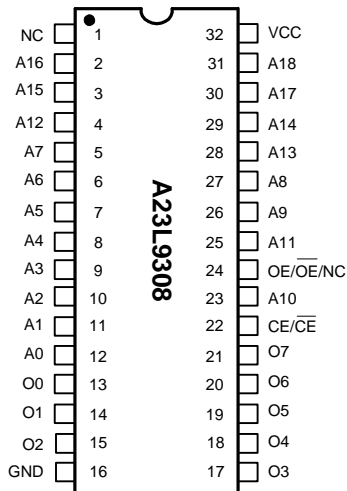 NC 1 32 VCC
A16 2 31 A18
A15 3 30 A17
A12 4 29 A14
A7 5 28 A13
A6 6 27 A8
A5 7 26 A9
A4 8 25 A11
A3 9 24 OE/O̅E̅/NC
A2 10 23 A10
A1 11 22 CE/C̅E̅
A0 12 21 O7
O0 13 20 O6
O1 14 19 O5
O2 15 18 O4
GND 16 17 O3
A23L9308